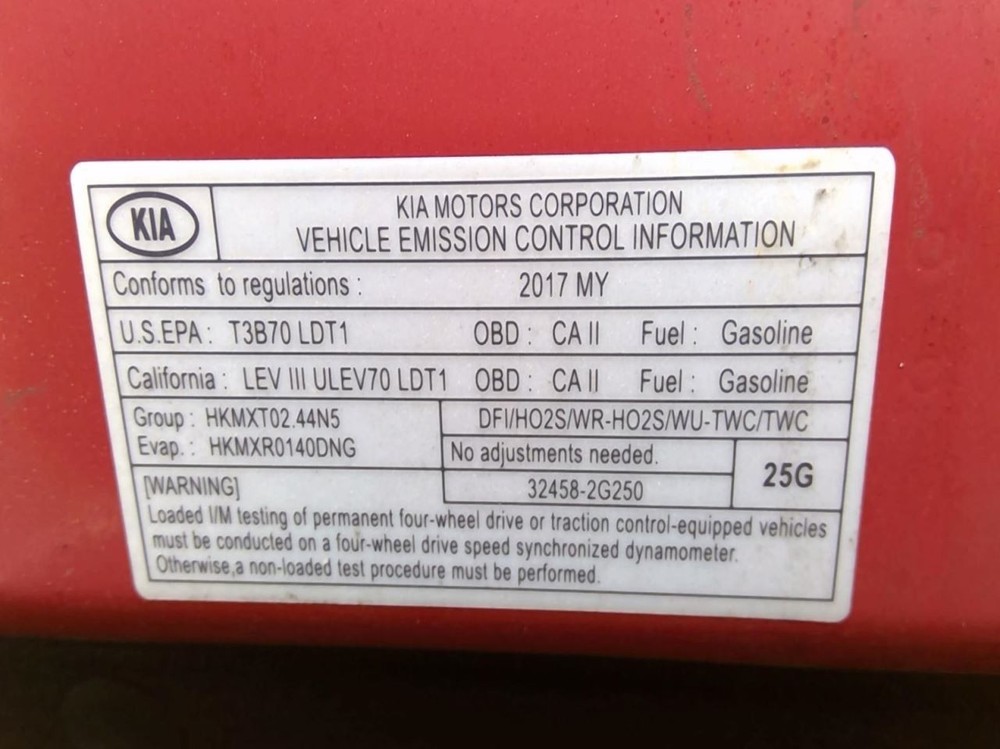 KIA
KIA MOTORS CORPORATION
VEHICLE EMISSION CONTROL INFORMATION
Conforms to regulations : 2017 MY
U.S.EPA : T3B70 LDT1 OBD : CA II Fuel : Gasoline
California : LEV III ULEV70 LDT1 OBD : CA II Fuel : Gasoline
Group : HKMXT02.44N5
Evap. : HKMXR0140DNG
DFI/HO2S/WR-HO2S/WU-TWC/TWC
No adjustments needed.
32458-2G250
25G
[WARNING]
Loaded I/M testing of permanent four-wheel drive or traction control-equipped vehicles
must be conducted on a four-wheel drive speed synchronized dynamometer.
Otherwise,a non-loaded test procedure must be performed.